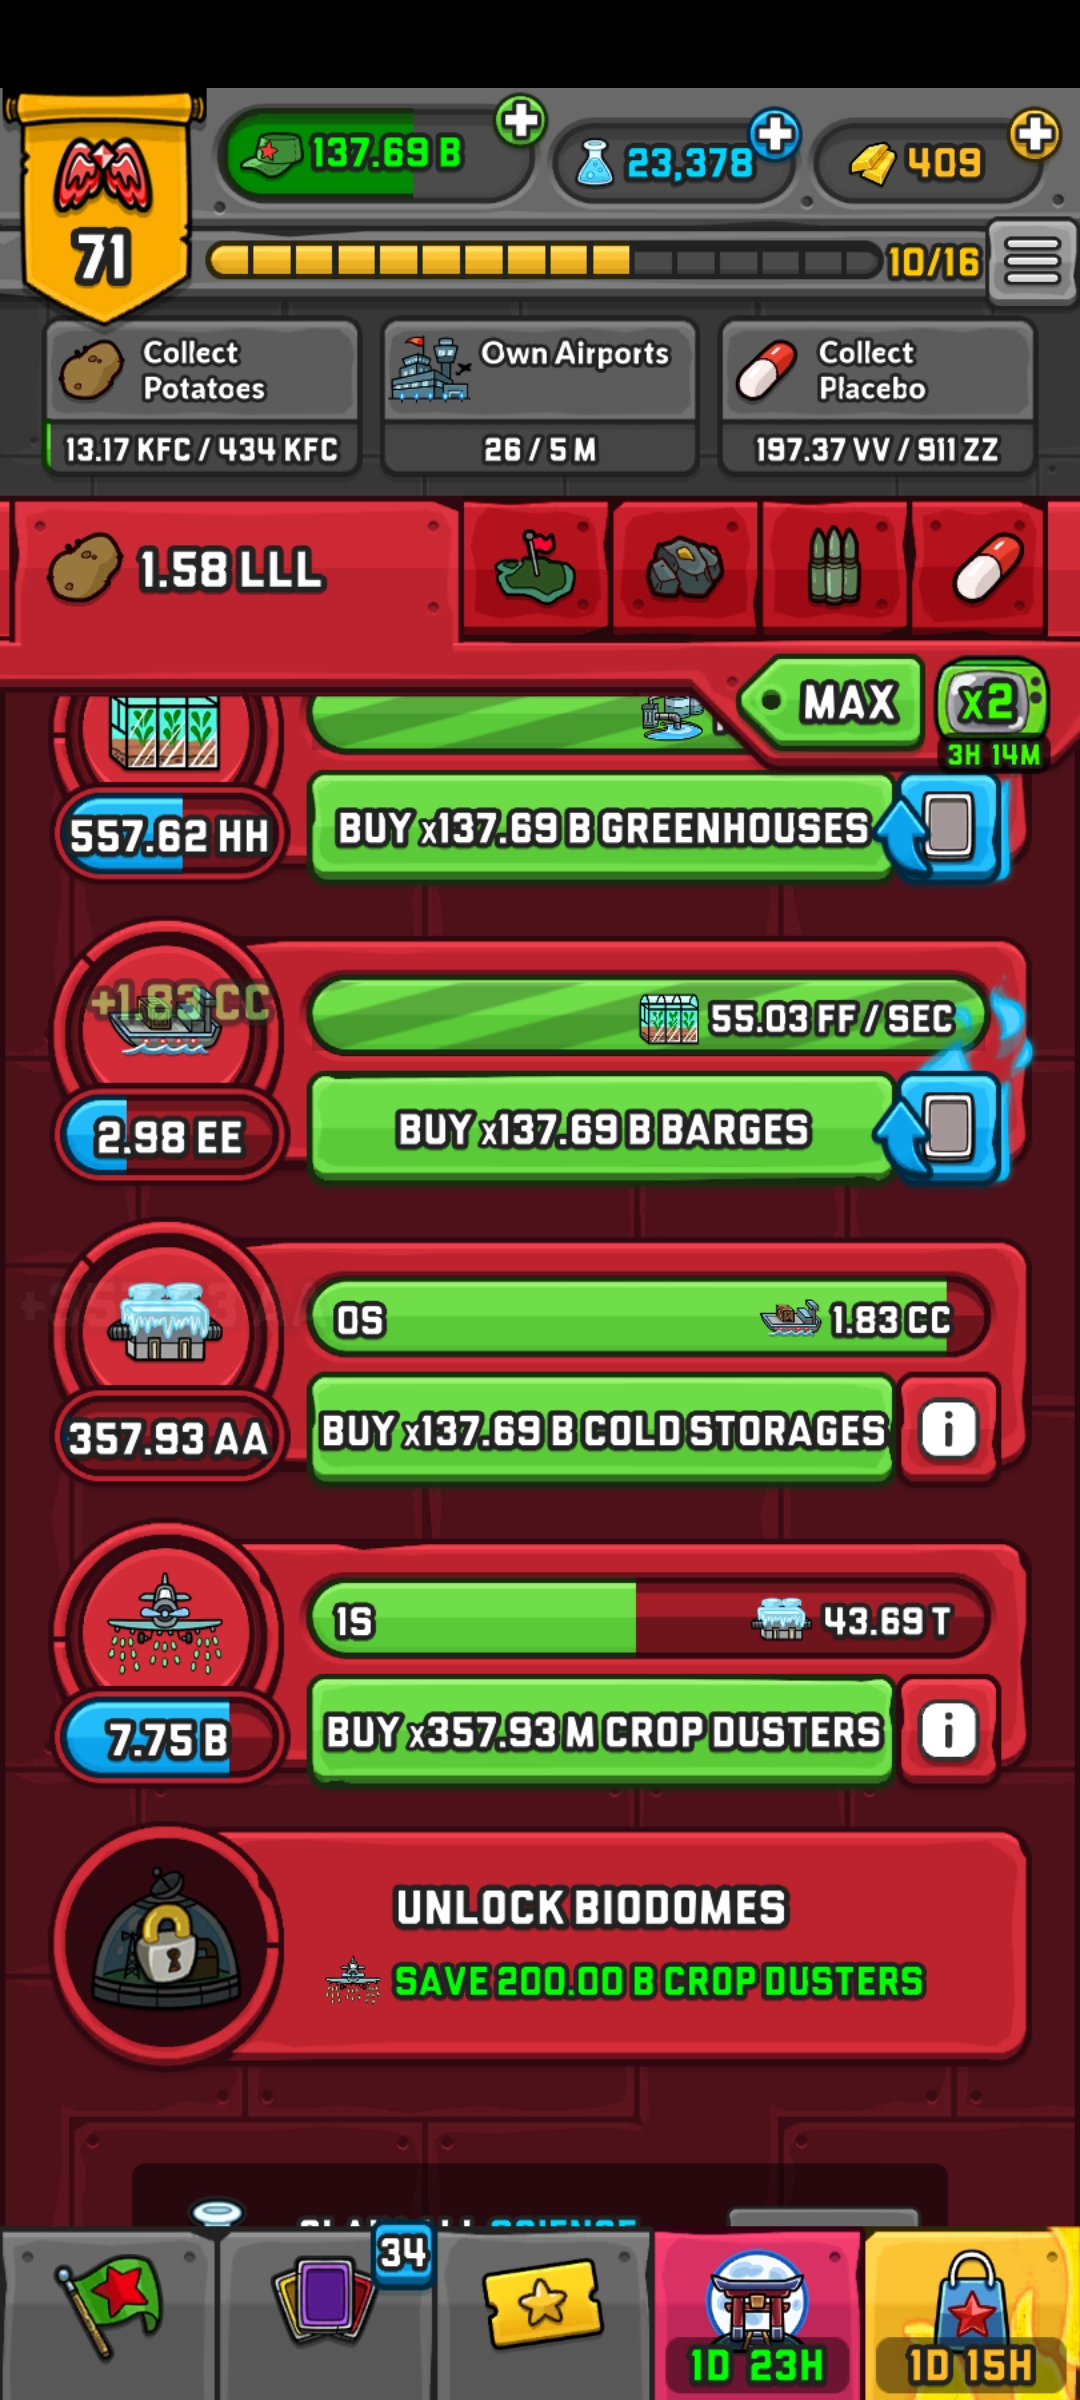 137.69 B
23,378
409
71
10/16
Collect
Potatoes
13.17 KFC / 434 KFC
Own Airports
26 / 5 M
Collect
Placebo
197.37 VV / 911 ZZ
1.58 LLL
MAX
x2
3H 14M
557.62 HH
BUY x137.69 B GREENHOUSES
+1.83 CC
55.03 FF / SEC
2.98 EE
BUY x137.69 B BARGES
0S
1.83 CC
357.93 AA
BUY x137.69 B COLD STORAGES
i
1S
43.69 T
7.75 B
BUY x357.93 M CROP DUSTERS
i
UNLOCK BIODOMES
SAVE 200.00 B CROP DUSTERS
34
1D 23H
1D 15H